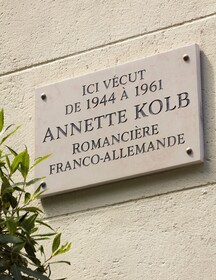 ICI VÉCUT
DE 1944 À 1961
ANNETTE KOLB
ROMANCIÈRE
FRANCO-ALLEMANDE